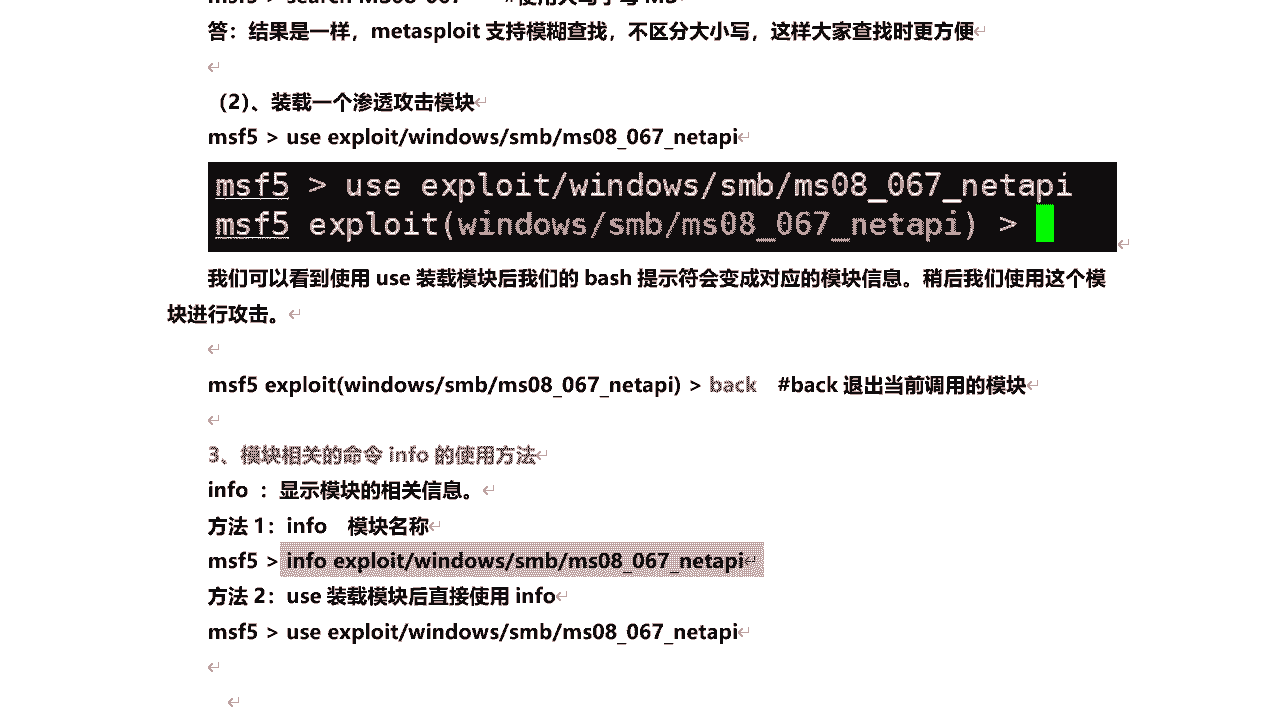 答：结果是一样，metasploit 支持模糊查找，不区分大小写，这样大家查找时更方便
（2）、装载一个渗透攻击模块
msf5 > use exploit/windows/smb/ms08_067_netapi
msf5 > use exploit/windows/smb/ms08_067_netapi
msf5 exploit(windows/smb/ms08_067_netapi) >
我们可以看到使用 use 装载模块后我们的 bash 提示符会变成对应的模块信息。稍后我们使用这个模
块进行攻击。
msf5 exploit(windows/smb/ms08_067_netapi) > back #back 退出当前调用的模块
3、模块相关的命令 info 的使用方法
info ：显示模块的相关信息。
方法 1：info 模块名称
msf5 > info exploit/windows/smb/ms08_067_netapi
方法 2：use 装载模块后直接使用 info
msf5 > use exploit/windows/smb/ms08_067_netapi